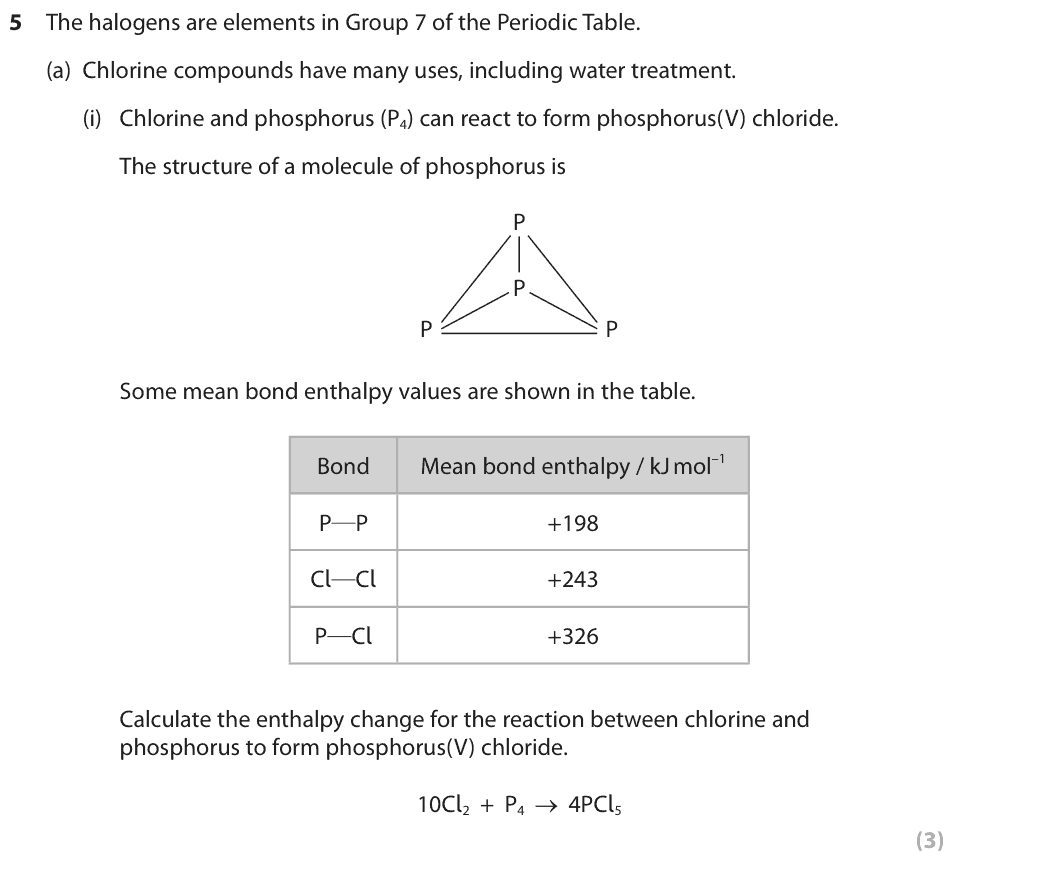 5 The halogens are elements in Group 7 of the Periodic Table.
(a) Chlorine compounds have many uses, including water treatment.
(i) Chlorine and phosphorus (P₄) can react to form phosphorus(V) chloride.
The structure of a molecule of phosphorus is
P
P
P P
Some mean bond enthalpy values are shown in the table.
Bond Mean bond enthalpy / kJ mol⁻¹
P—P +198
Cl—Cl +243
P—Cl +326
Calculate the enthalpy change for the reaction between chlorine and
phosphorus to form phosphorus(V) chloride.
10Cl₂ + P₄ → 4PCl₅
(3)